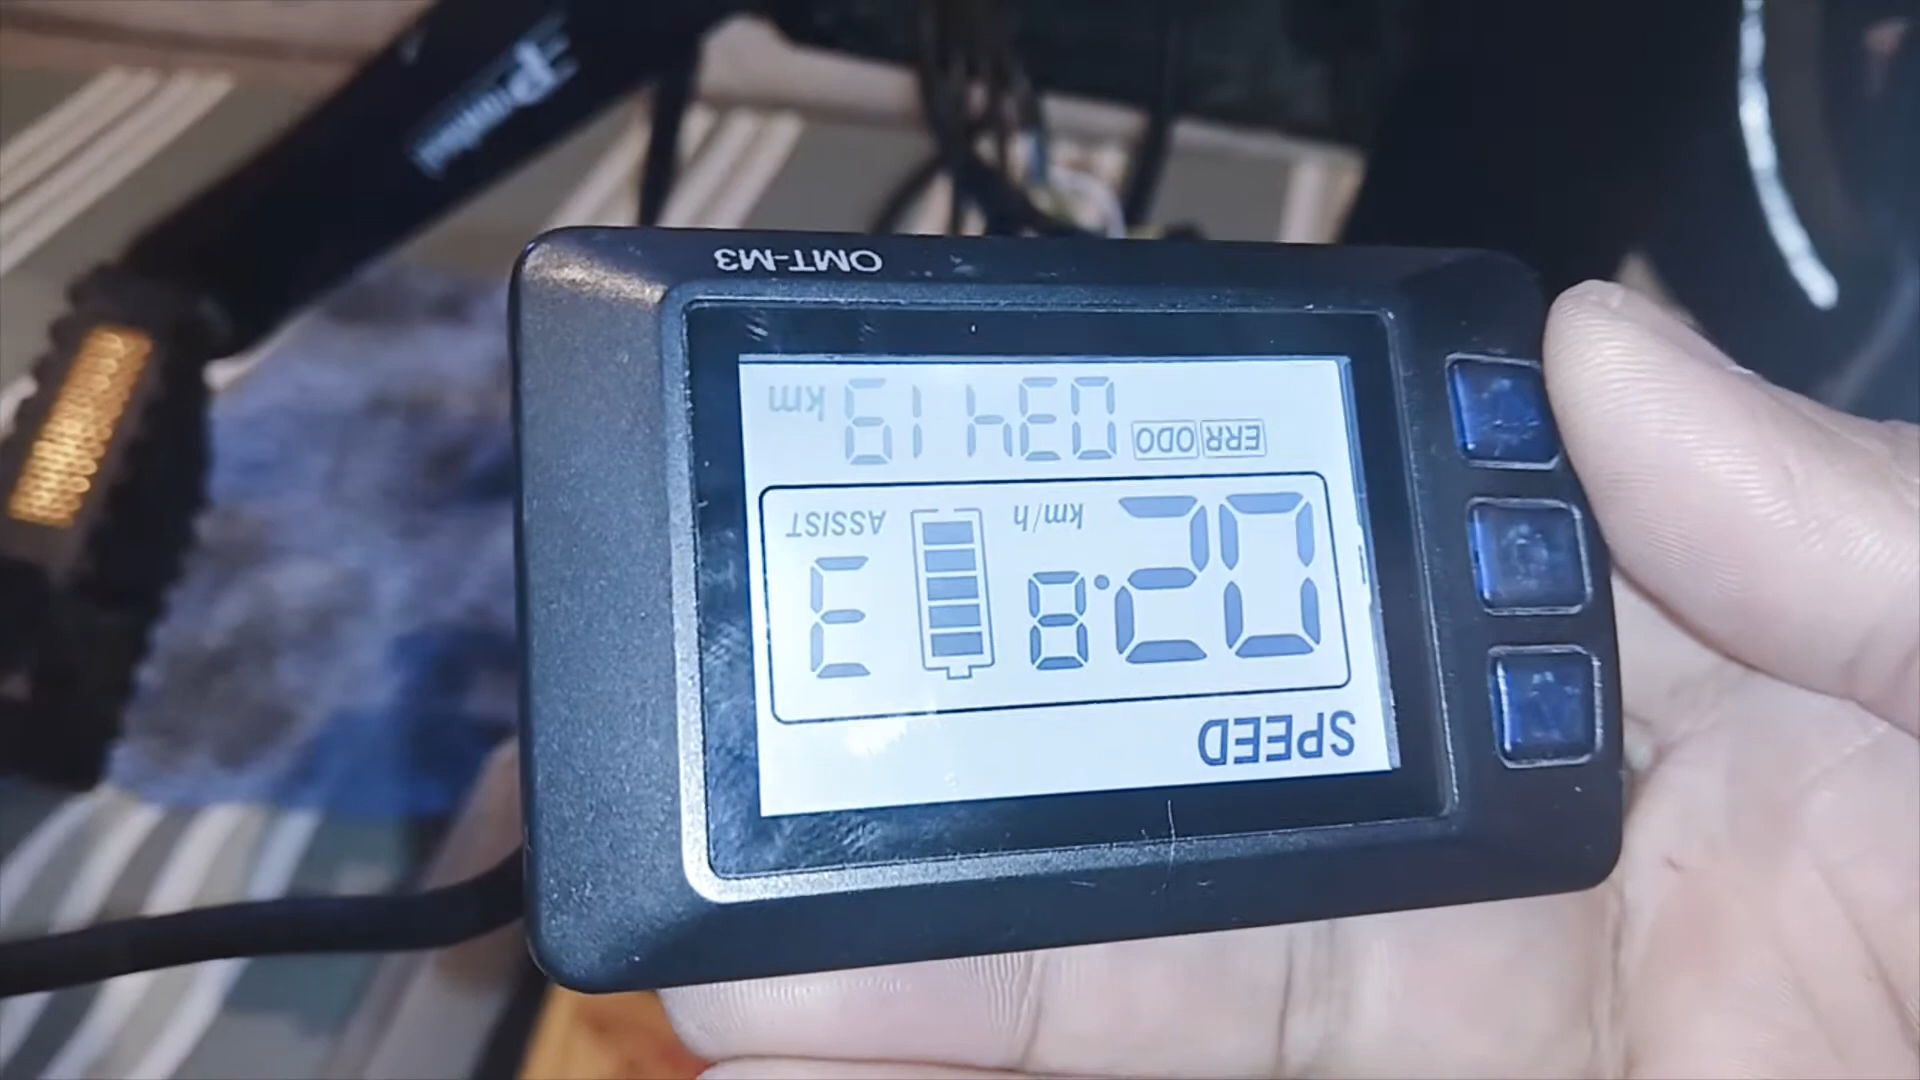 SPEED
02.8 km/h
ASSIST
3
ERR ODO 03419 km
OMT-M3